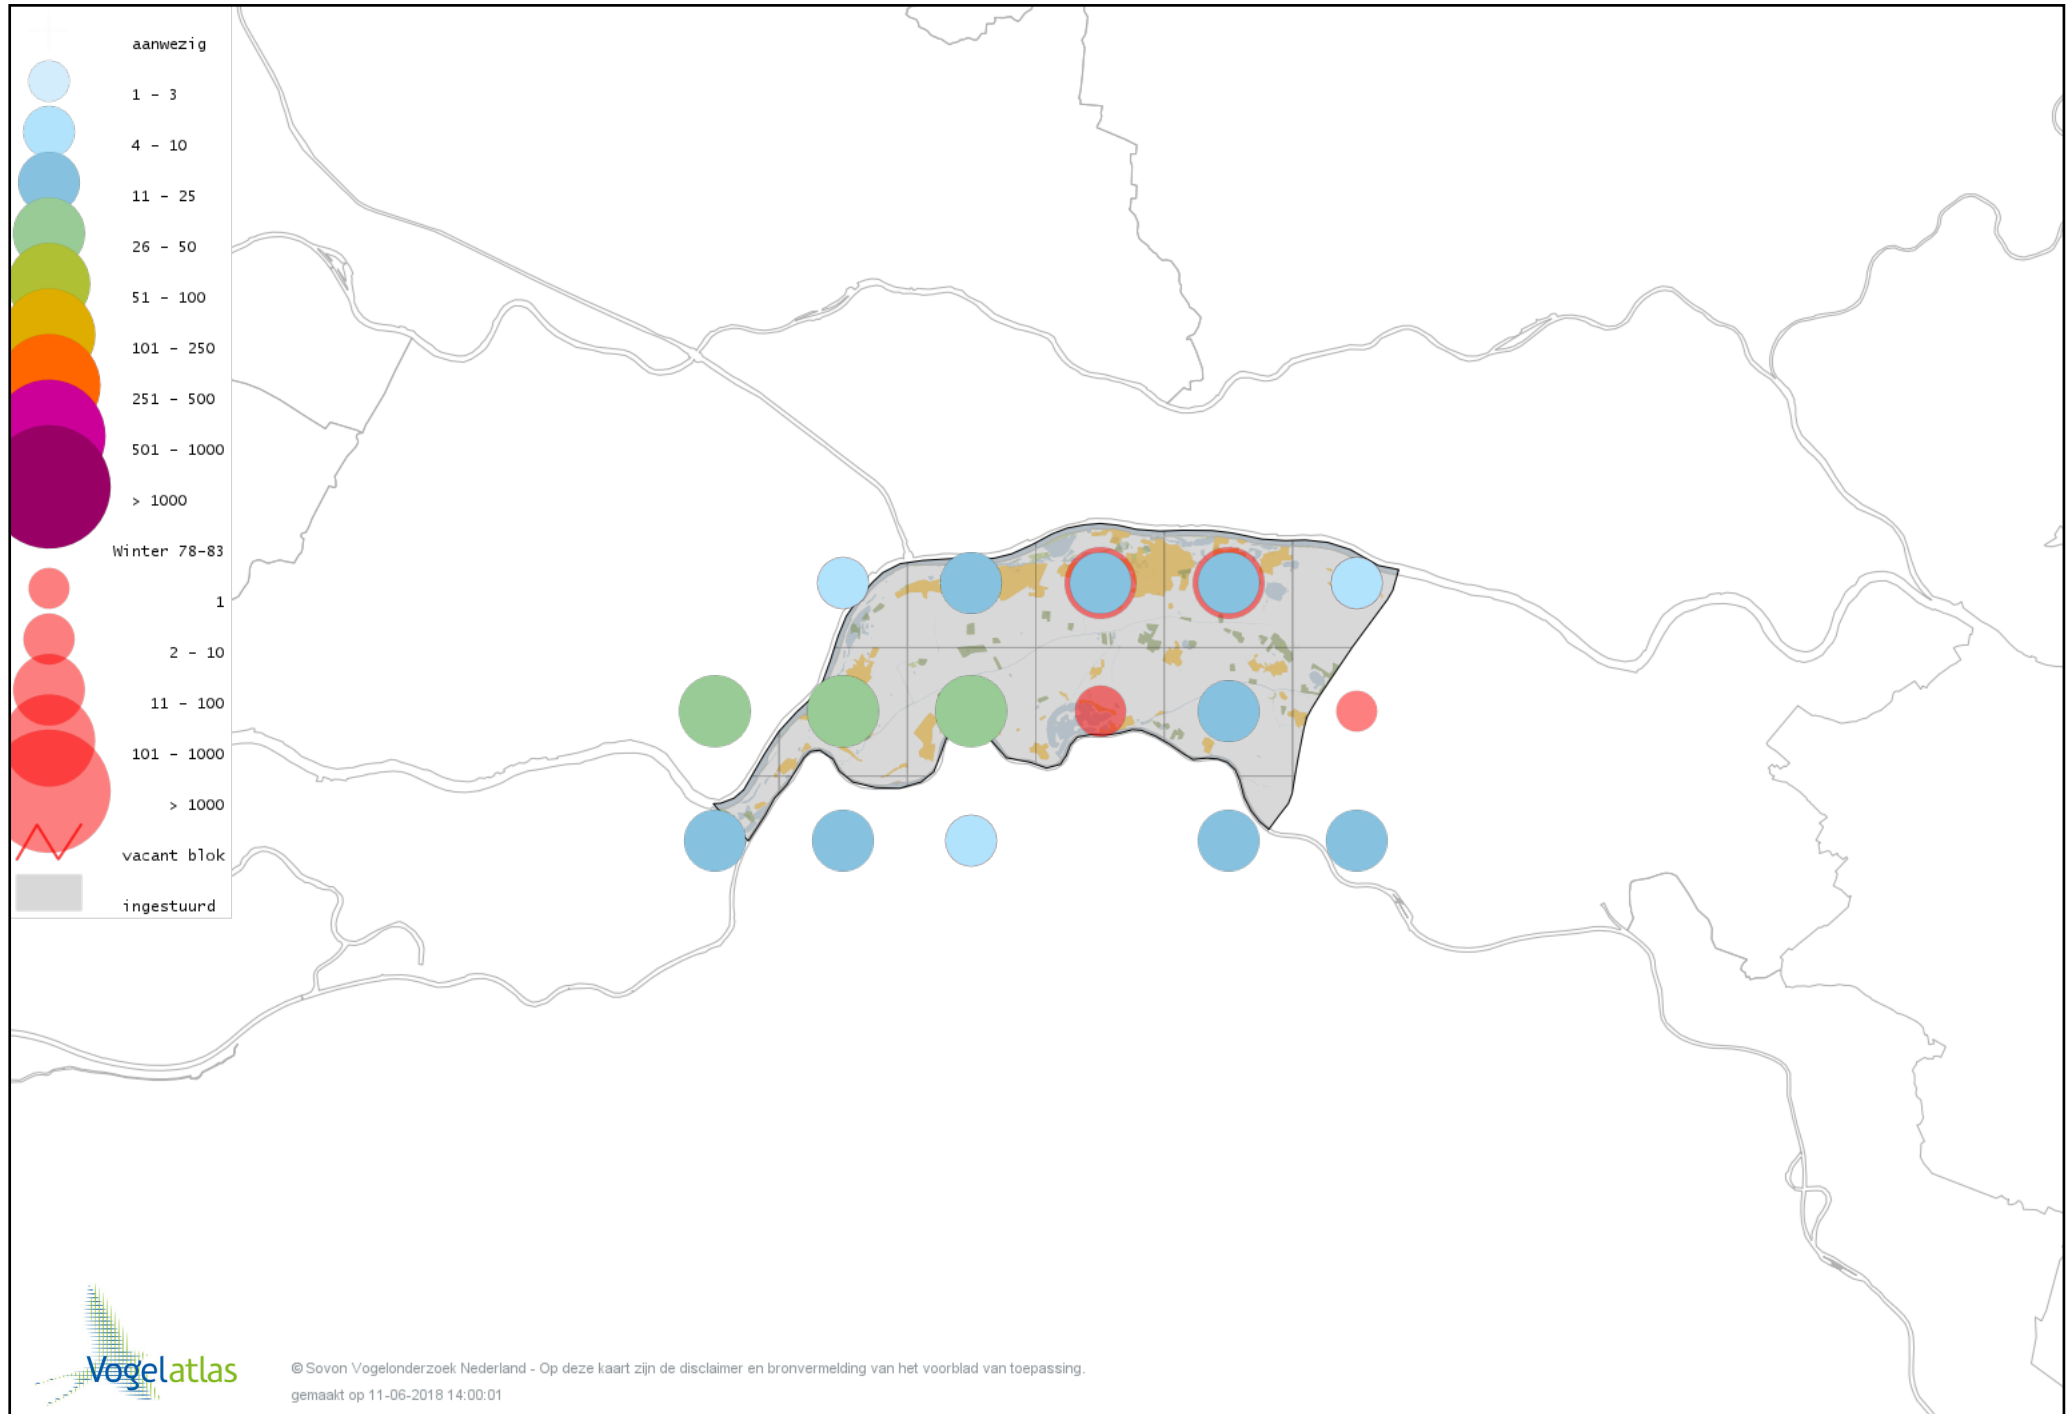 aanwezig
1 - 3
4 - 10
11 - 25
26 - 50
51 - 100
101 - 250
251 - 500
501 - 1000
> 1000
Winter 78-83
1
2 - 10
11 - 100
101 - 1000
> 1000
vacant blok
ingestuurd
Vogelatlas
© Sovon Vogelonderzoek Nederland - Op deze kaart zijn de disclaimer en bronvermelding van het voorblad van toepassing.
gemaakt op 11-06-2018 14:00:01